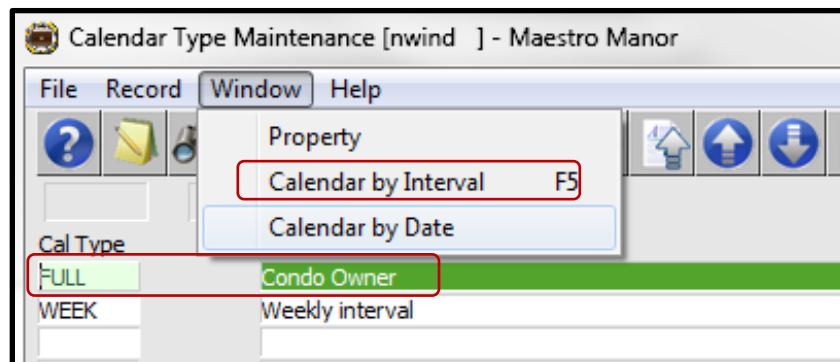 Calendar Type Maintenance [nwind ] - Maestro Manor
File Record Window Help
Property
Calendar by Interval F5
Calendar by Date
Cal Type
FULL Condo Owner
WEEK Weekly interval